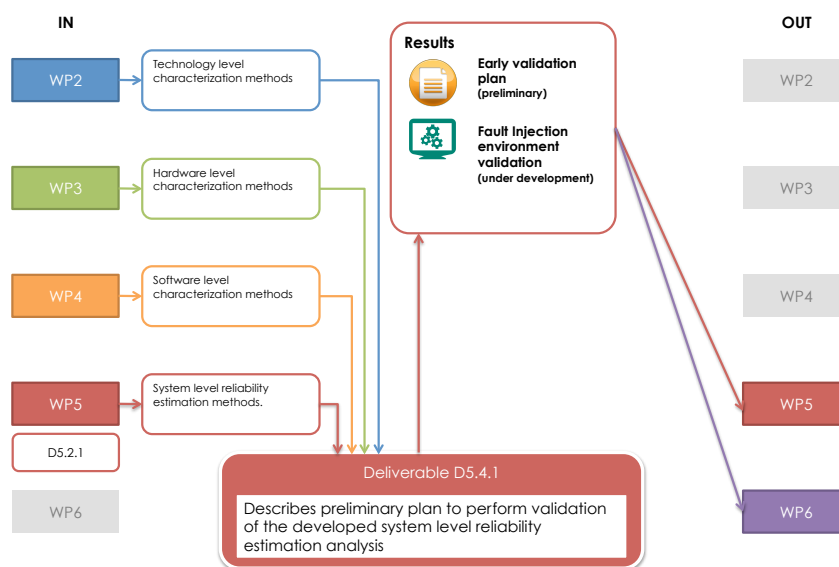 IN
WP2
Technology level
characterization methods
WP3
Hardware level
characterization methods
WP4
Software level
characterization methods
WP5
System level reliability
estimation methods.
D5.2.1
WP6
Results
Early validation
plan
(preliminary)
Fault Injection
environment
validation
(under development)
Deliverable D5.4.1
Describes preliminary plan to perform validation
of the developed system level reliability
estimation analysis
OUT
WP2
WP3
WP4
WP5
WP6